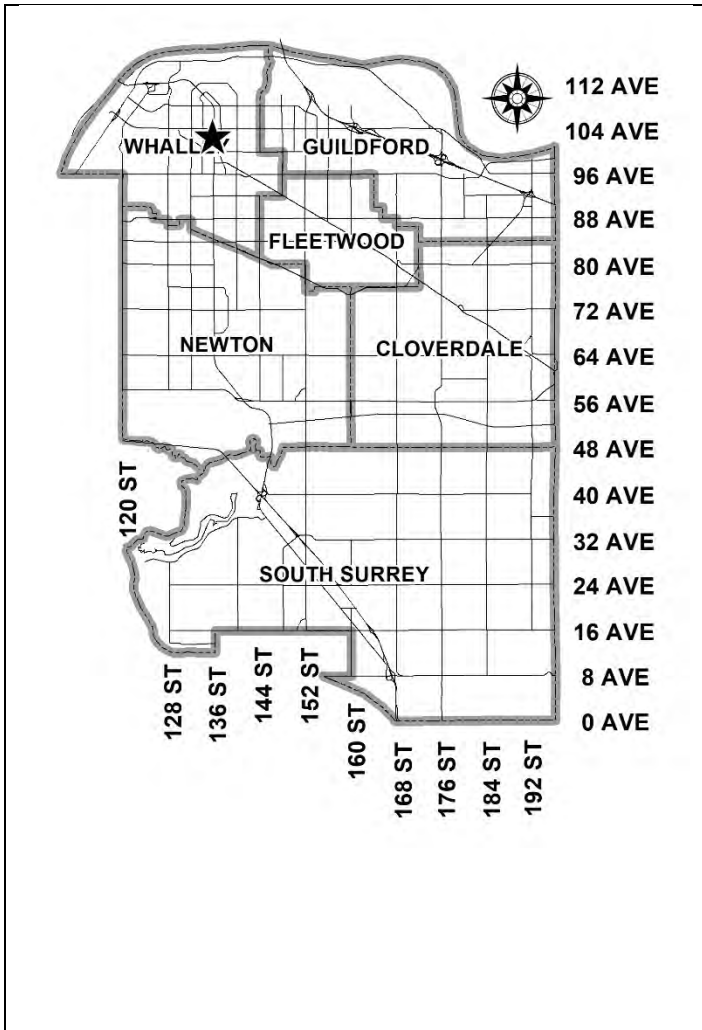 112 AVE
104 AVE
WHALLEY
GUILDFORD
96 AVE
88 AVE
FLEETWOOD
80 AVE
72 AVE
NEWTON
CLOVERDALE
64 AVE
56 AVE
48 AVE
120 ST
40 AVE
32 AVE
SOUTH SURREY
24 AVE
16 AVE
8 AVE
0 AVE
128 ST
136 ST
144 ST
152 ST
160 ST
168 ST
176 ST
184 ST
192 ST